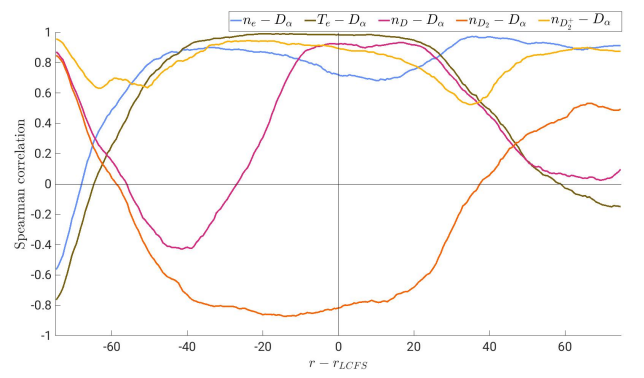 n_e − D_α T_e − D_α n_D − D_α n_{D_2} − D_α n_{D_2^+} − D_α
1
0.8
0.6
0.4
0.2
0
-0.2
-0.4
-0.6
-0.8
-1
Spearman correlation
-60 -40 -20 0 20 40 60
r − r_{LCFS}